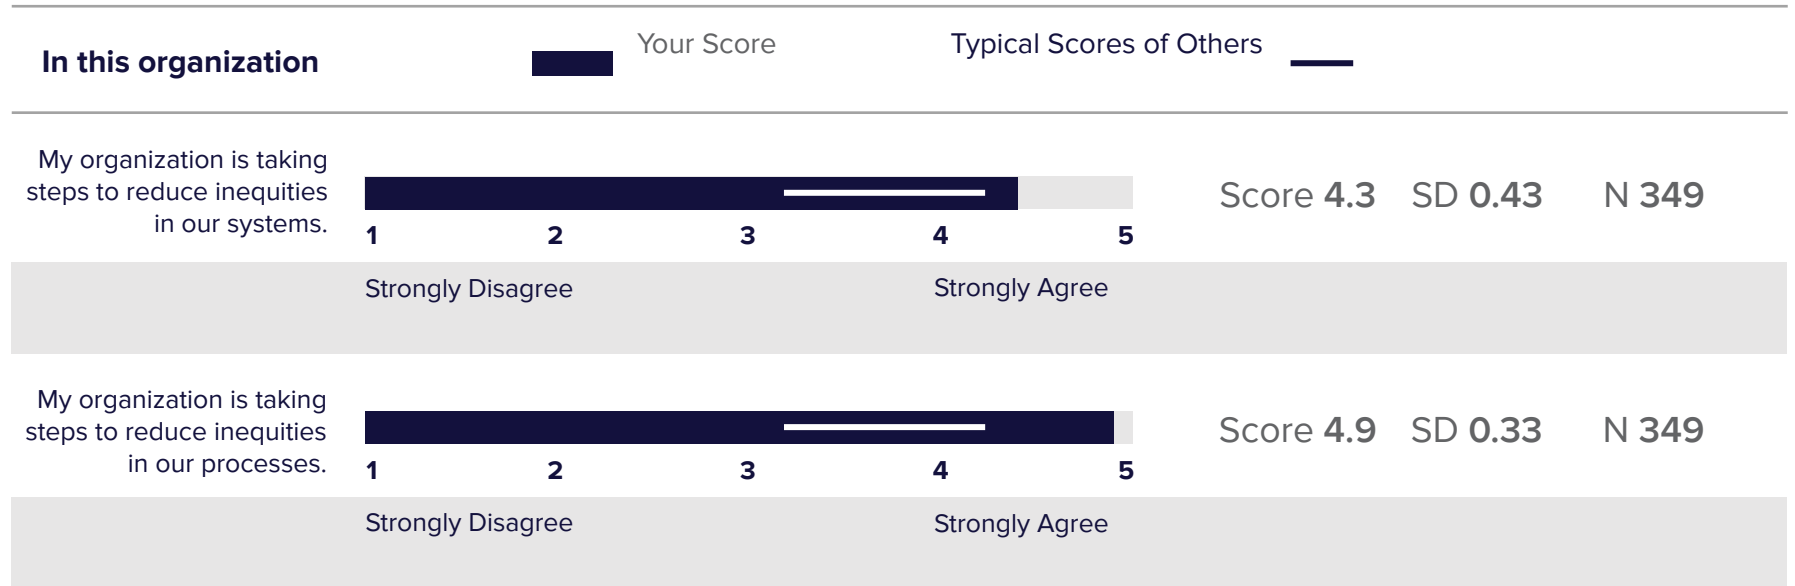 In this organization
Your Score
Typical Scores of Others
My organization is taking
steps to reduce inequities
in our systems.
1 2 3 4 5
Score 4.3 SD 0.43 N 349
Strongly Disagree Strongly Agree
My organization is taking
steps to reduce inequities
in our processes.
1 2 3 4 5
Score 4.9 SD 0.33 N 349
Strongly Disagree Strongly Agree